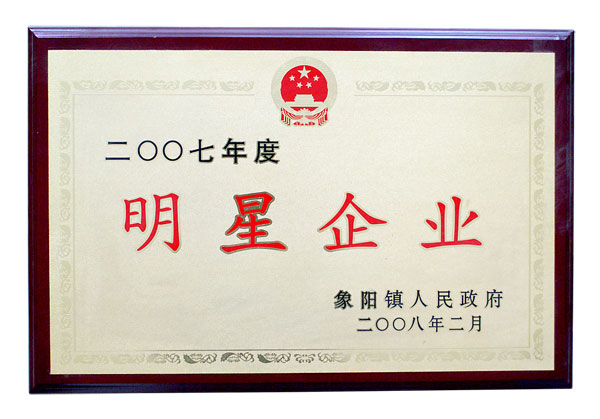 二〇〇七年度
明星企业
象阳镇人民政府
二〇〇八年二月